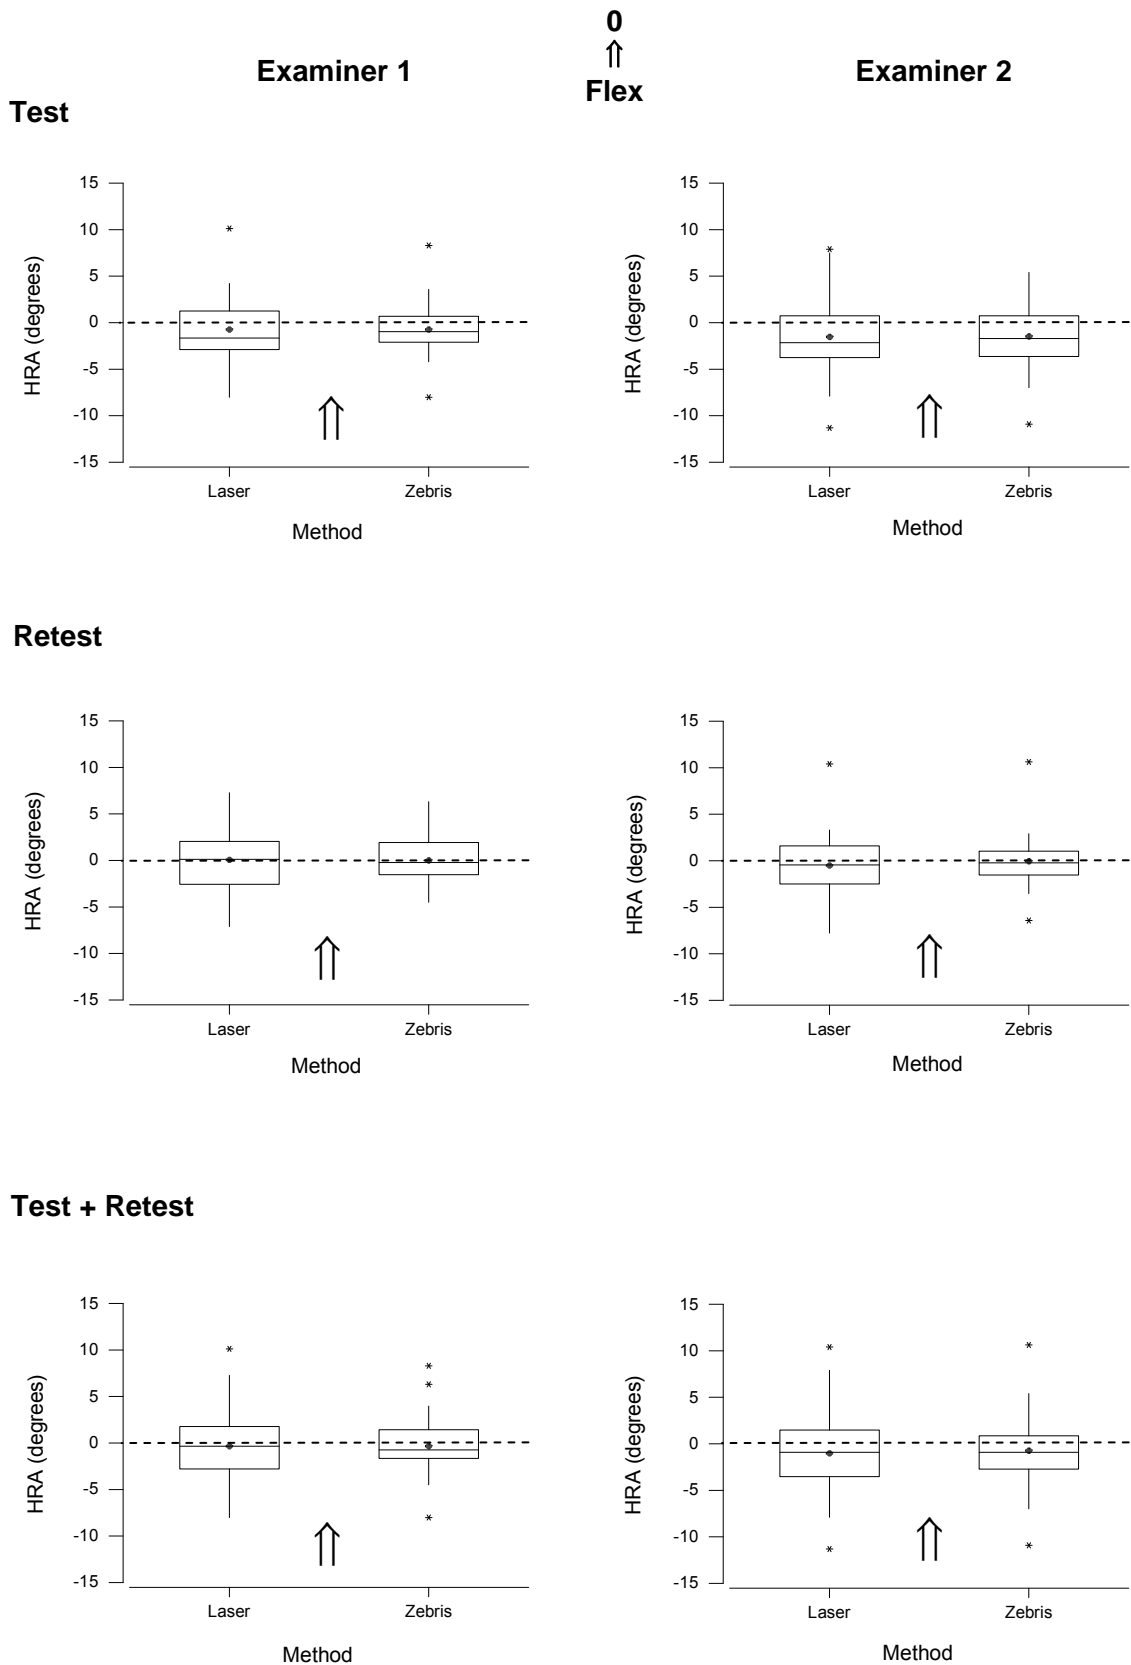 0
⇑
Examiner 1 Flex Examiner 2
Test
15
10
5
0
-5
-10
-15
HRA (degrees)
⇑
Laser Zebris
Method
15
10
5
0
-5
-10
-15
HRA (degrees)
⇑
Laser Zebris
Method
Retest
15
10
5
0
-5
-10
-15
HRA (degrees)
⇑
Laser Zebris
Method
15
10
5
0
-5
-10
-15
HRA (degrees)
⇑
Laser Zebris
Method
Test + Retest
15
10
5
0
-5
-10
-15
HRA (degrees)
⇑
Laser Zebris
Method
15
10
5
0
-5
-10
-15
HRA (degrees)
⇑
Laser Zebris
Method